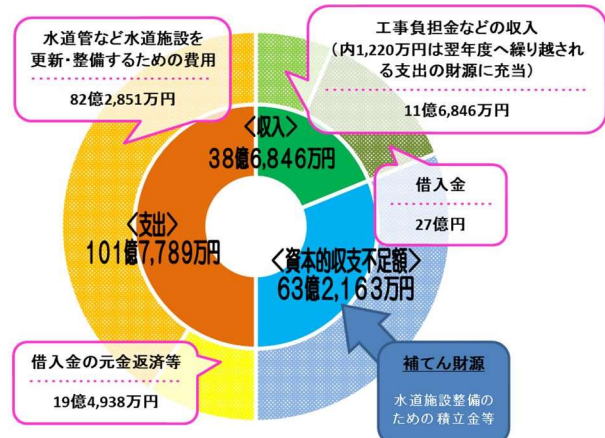 水道管など水道施設を
更新・整備するための費用
82億2,851万円
工事負担金などの収入
(内1,220万円は翌年度へ繰り越され
る支出の財源に充当)
11億6,846万円
<収入>
38億6,846万円
借入金
27億円
<支出>
101億7,789万円
<資本的収支不足額>
63億2,163万円
借入金の元金返済等
19億4,938万円
補てん財源
水道施設整備の
ための積立金等